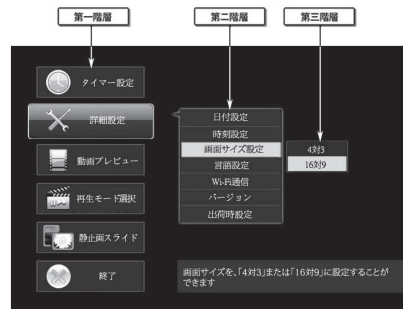 第一階層
第二階層
第三階層
タイマー設定
詳細設定
動画プレビュー
再生モード選択
静止画スライド
終了
日付設定
時刻設定
画面サイズ設定
言語設定
Wi-Fi通信
バージョン
出荷時設定
4対3
16対9
画面サイズを、「4対3」または「16対9」に設定することが
できます